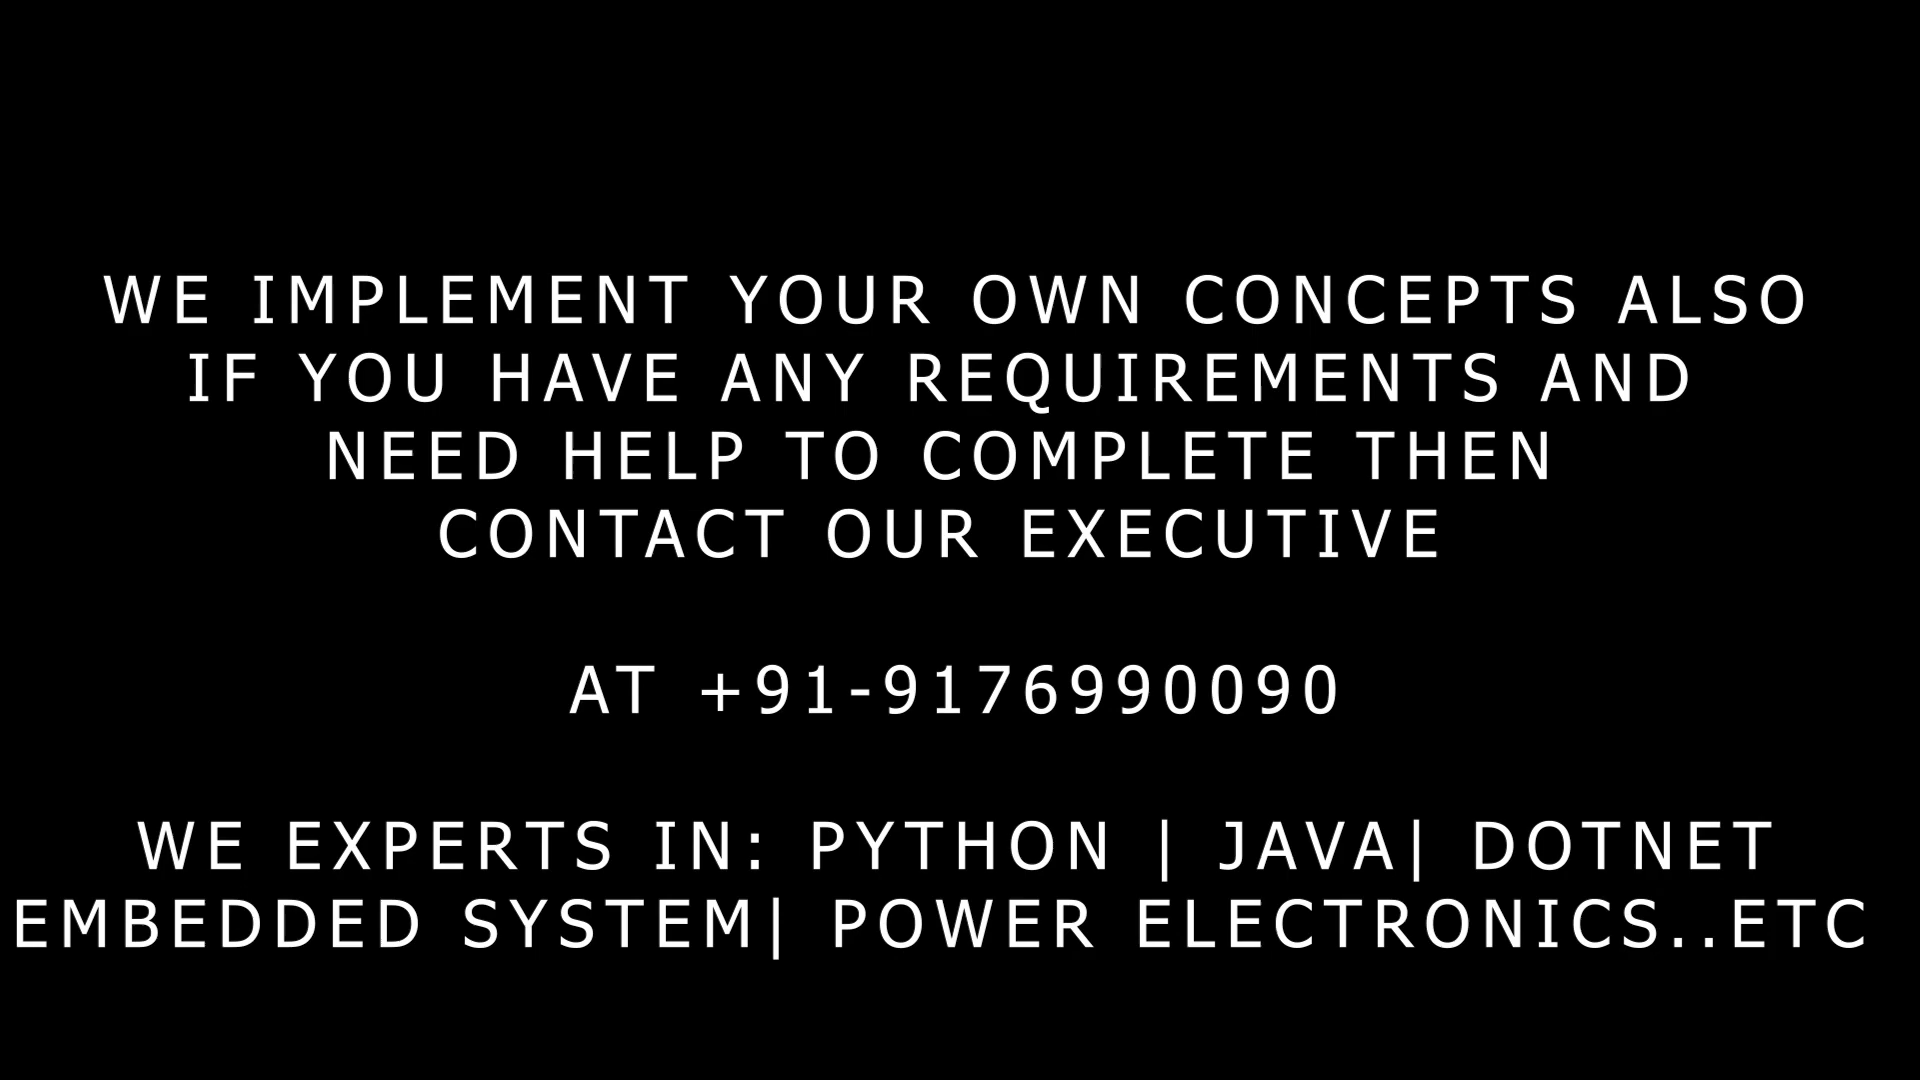 WE IMPLEMENT YOUR OWN CONCEPTS ALSO
IF YOU HAVE ANY REQUIREMENTS AND
NEED HELP TO COMPLETE THEN
CONTACT OUR EXECUTIVE
AT +91-9176990090
WE EXPERTS IN: PYTHON | JAVA| DOTNET
EMBEDDED SYSTEM| POWER ELECTRONICS..ETC